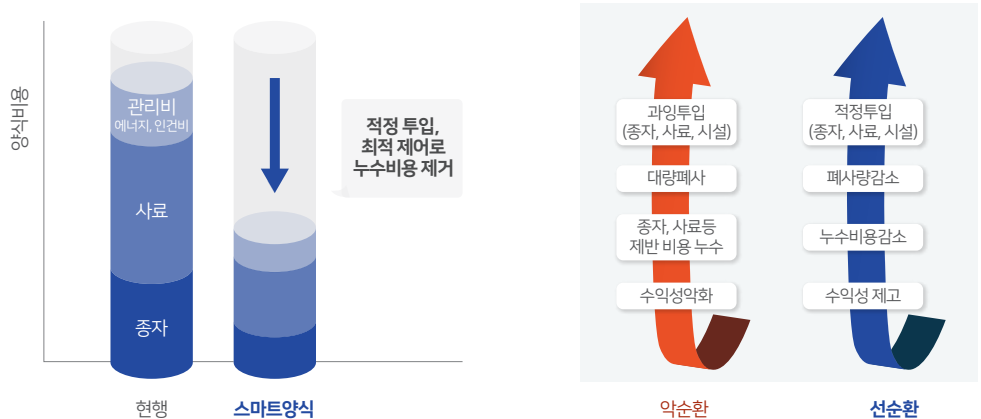 양식비용
관리비
에너지, 인건비
사료
종자
현행
스마트양식
적정 투입,
최적 제어로
누수비용 제거
과잉투입
(종자, 사료, 시설)
대량폐사
종자, 사료등
제반 비용 누수
수익성악화
악순환
적정투입
(종자, 사료, 시설)
폐사량감소
누수비용감소
수익성 제고
선순환